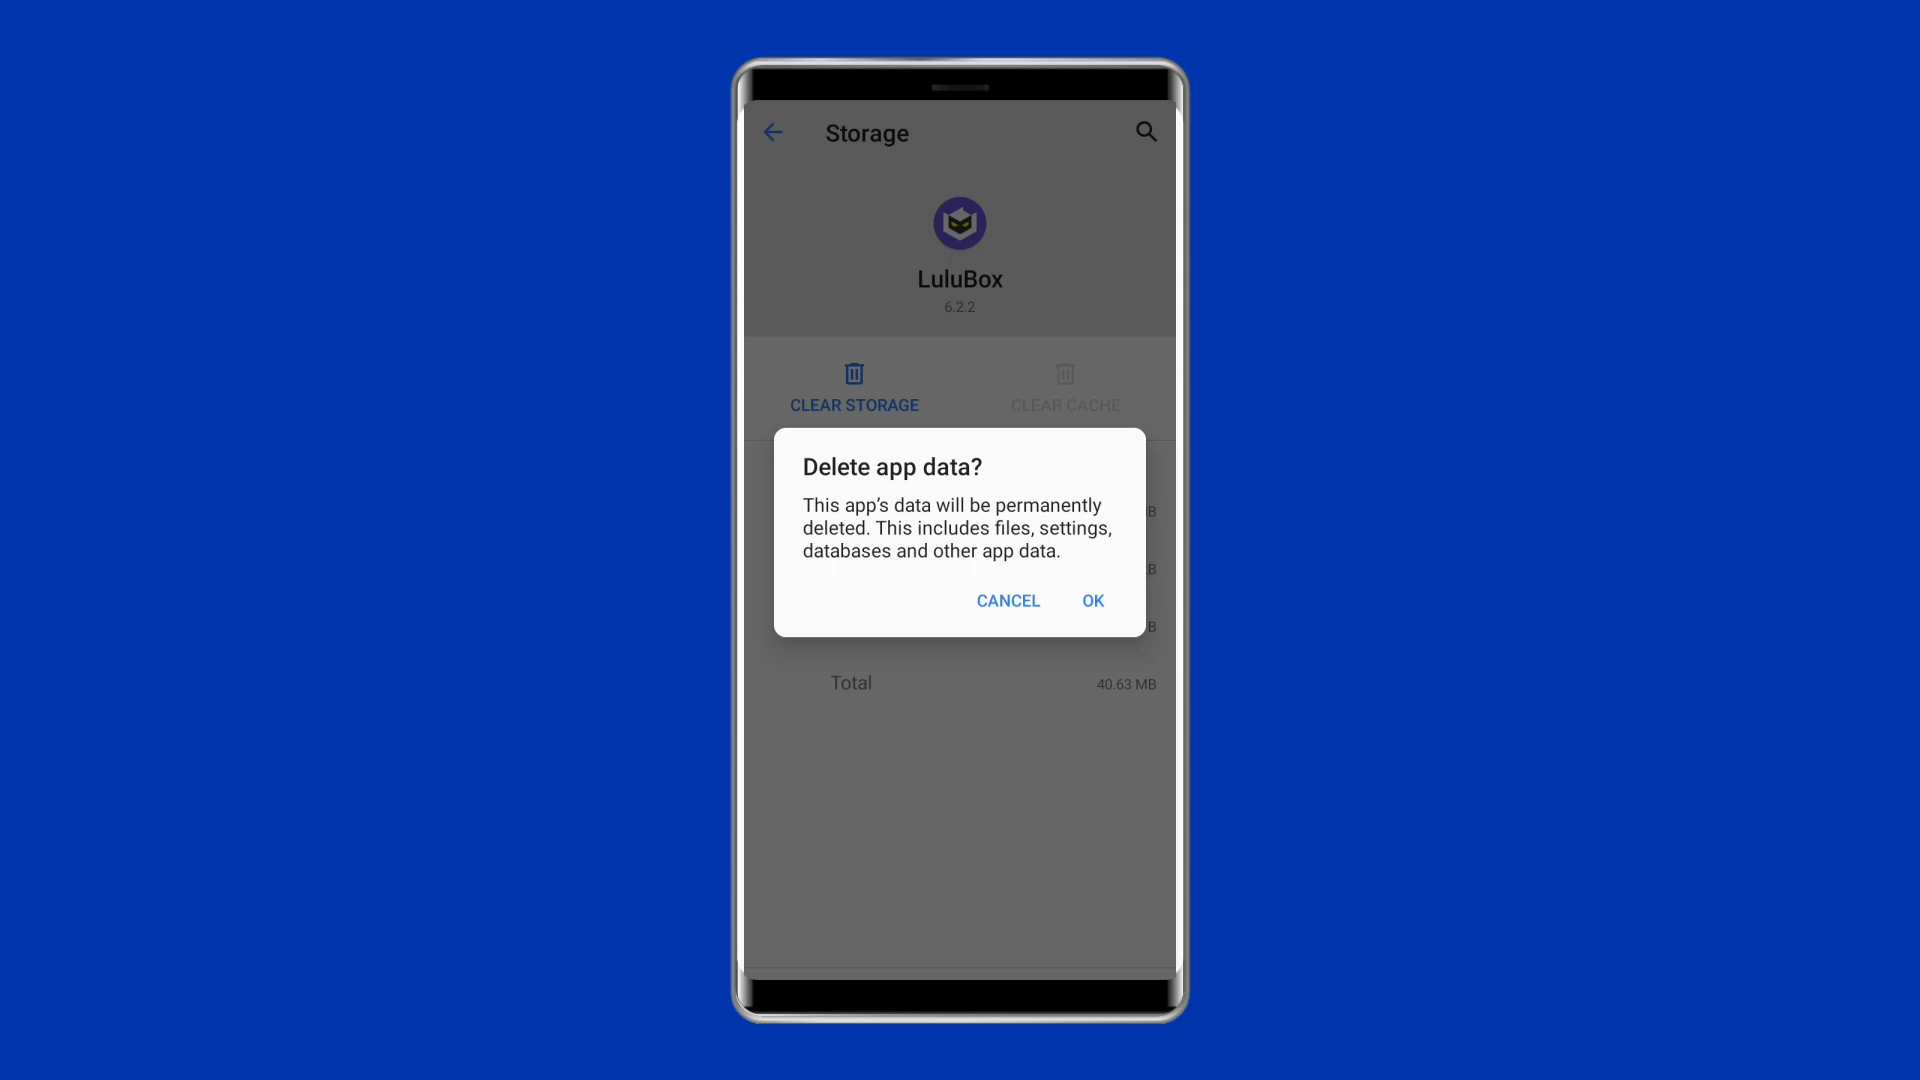 Storage
LuluBox
6.2.2
CLEAR STORAGE
CLEAR CACHE
Delete app data?
This app’s data will be permanently
deleted. This includes files, settings,
databases and other app data.
CANCEL
OK
Total
40.63 MB